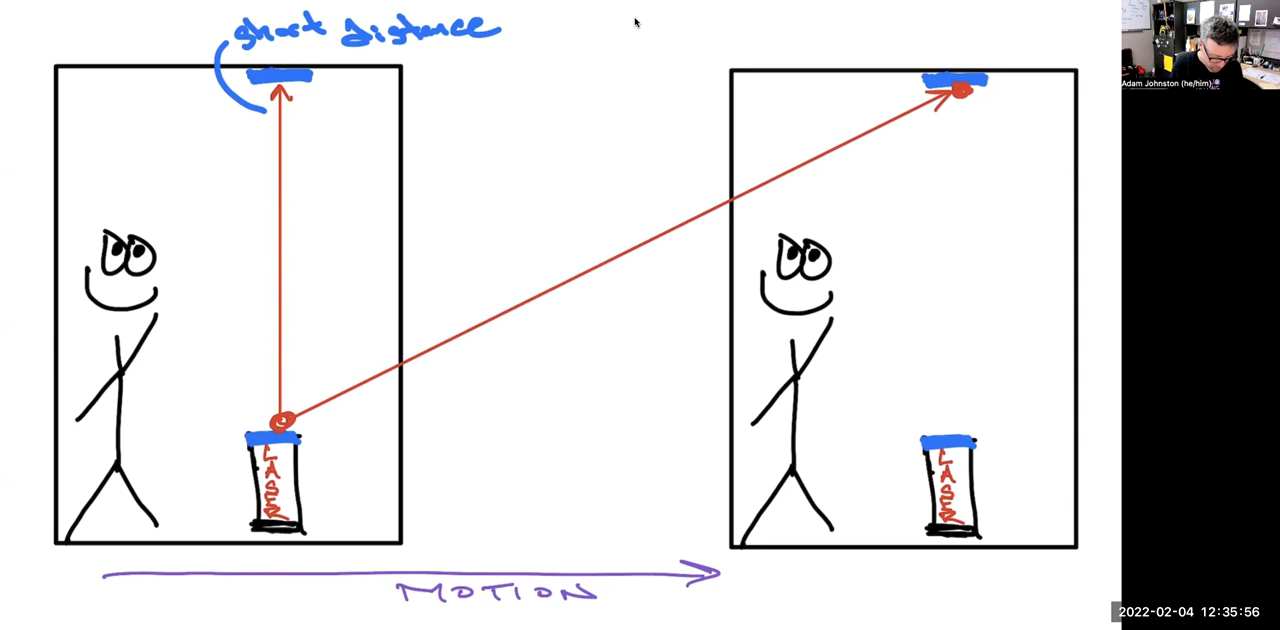 short distance
LASER
LASER
MOTION
Adam Johnston (he/him)
2022-02-04 12:35:56